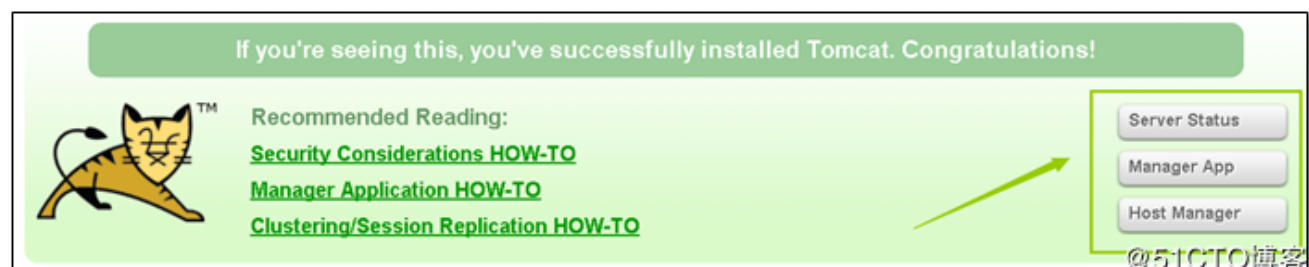 If you're seeing this, you've successfully installed Tomcat. Congratulations!
TM
Recommended Reading:
Security Considerations HOW-TO
Manager Application HOW-TO
Clustering/Session Replication HOW-TO
Server Status
Manager App
Host Manager
@51CTO博客